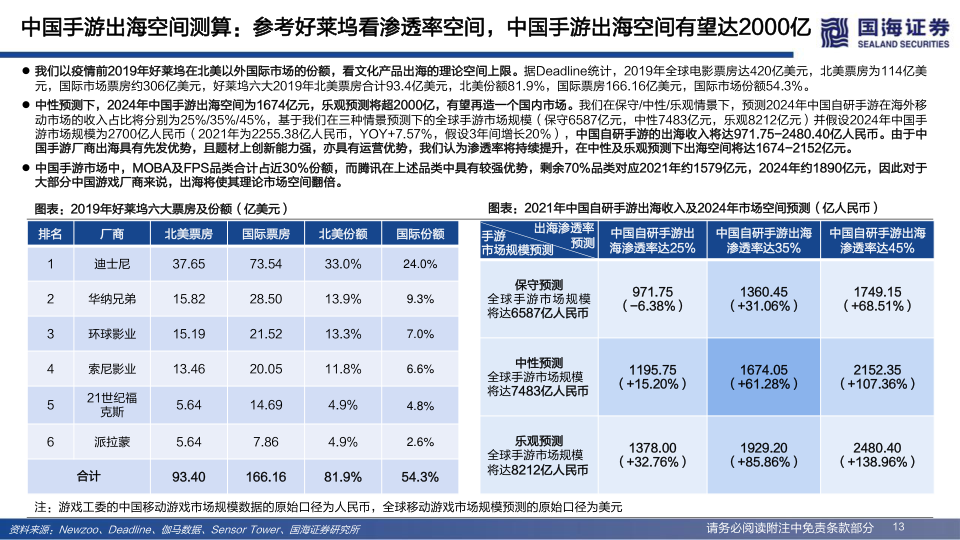 中国手游出海空间测算：参考好莱坞看渗透率空间，中国手游出海空间有望达2000亿
国海证券
SEALAND SECURITIES
● 我们以疫情前2019年好莱坞在北美以外国际市场的份额，看文化产品出海的理论空间上限。据Deadline统计，2019年全球电影票房达420亿美元，北美票房为114亿美
元，国际市场票房约306亿美元，好莱坞六大2019年北美票房合计93.4亿美元，北美份额81.9%，国际票房166.16亿美元，国际市场份额54.3%。
● 中性预测下，2024年中国手游出海空间为1674亿元，乐观预测将超2000亿元，有望再造一个国内市场。我们在保守/中性/乐观情景下，预测2024年中国自研手游在海外移
动市场的收入占比将分别为25%/35%/45%，基于我们在三种情景预测下的全球手游市场规模（保守6587亿元，中性7483亿元，乐观8212亿元）并假设2024年中国手
游市场规模为2700亿人民币（2021年为2255.38亿人民币，YOY+7.57%，假设3年间增长20%），中国自研手游的出海收入将达971.75-2480.40亿人民币。由于中
国手游厂商出海具有先发优势，且题材上创新能力强，亦具有运营优势，我们认为渗透率将持续提升，在中性及乐观预测下出海空间将达1674-2152亿元。
● 中国手游市场中，MOBA及FPS品类合计占近30%份额，而腾讯在上述品类中具有较强优势，剩余70%品类对应2021年约1579亿元，2024年约1890亿元，因此对于
大部分中国游戏厂商来说，出海将使其理论市场空间翻倍。
图表：2019年好莱坞六大票房及份额（亿美元）
排名 厂商 北美票房 国际票房 北美份额 国际份额
1 迪士尼 37.65 73.54 33.0% 24.0%
2 华纳兄弟 15.82 28.50 13.9% 9.3%
3 环球影业 15.19 21.52 13.3% 7.0%
4 索尼影业 13.46 20.05 11.8% 6.6%
5 21世纪福克斯 5.64 14.69 4.9% 4.8%
6 派拉蒙 5.64 7.86 4.9% 2.6%
合计 93.40 166.16 81.9% 54.3%
图表：2021年中国自研手游出海收入及2024年市场空间预测（亿人民币）
出海渗透率预测 手游市场规模预测 中国自研手游出海渗透率达25% 中国自研手游出海渗透率达35% 中国自研手游出海渗透率达45%
保守预测
全球手游市场规模
将达6587亿人民币
971.75 1360.45 1749.15
（-6.38%） （+31.06%） （+68.51%）
中性预测
全球手游市场规模
将达7483亿人民币
1195.75 1674.05 2152.35
（+15.20%） （+61.28%） （+107.36%）
乐观预测
全球手游市场规模
将达8212亿人民币
1378.00 1929.20 2480.40
（+32.76%） （+85.86%） （+138.96%）
注：游戏工委的中国移动游戏市场规模数据的原始口径为人民币，全球移动游戏市场规模预测的原始口径为美元
资料来源：Newzoo、Deadline、伽马数据、Sensor Tower、国海证券研究所
请务必阅读附注中免责条款部分 13